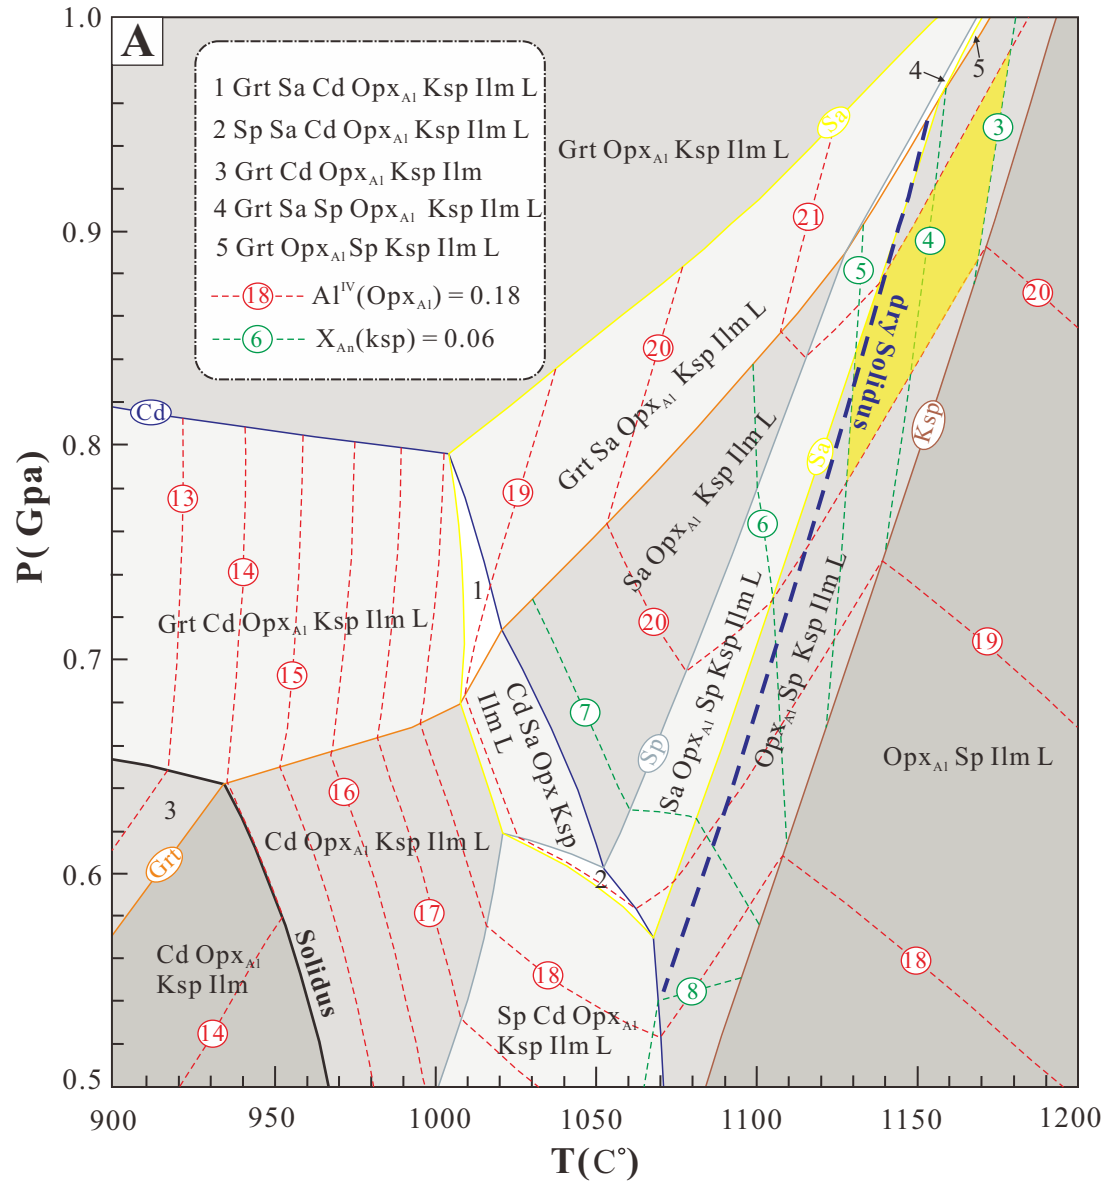 A
1 Grt Sa Cd OpxAl Ksp Ilm L
2 Sp Sa Cd OpxAl Ksp Ilm L
3 Grt Cd OpxAl Ksp Ilm
4 Grt Sa Sp OpxAl Ksp Ilm L
5 Grt OpxAl Sp Ksp Ilm L
18 AlIV(OpxAl) = 0.18
6 XAn(ksp) = 0.06
1.0
0.9
0.8
0.7
0.6
0.5
P( Gpa)
900
950
1000
1050
1100
1150
1200
T(C°)
4
5
Sa
3
Grt OpxAl Ksp Ilm L
21
4
5
20
dry Solidus
20
Grt Sa OpxAl Ksp Ilm L
Cd
Ksp
Sa
Sa OpxAl Ksp Ilm L
13
19
6
14
1
Grt Cd OpxAl Ksp Ilm L
20
19
15
7
Cd Sa Opx Ksp
Ilm L
Sp
Sa OpxAl Sp Ksp Ilm L
OpxAl Sp Ksp Ilm L
OpxAl Sp Ilm L
3
16
Grt
Cd OpxAl Ksp Ilm L
2
17
Cd OpxAl
Ksp Ilm
Solidus
18
18
8
14
Sp Cd OpxAl
Ksp Ilm L